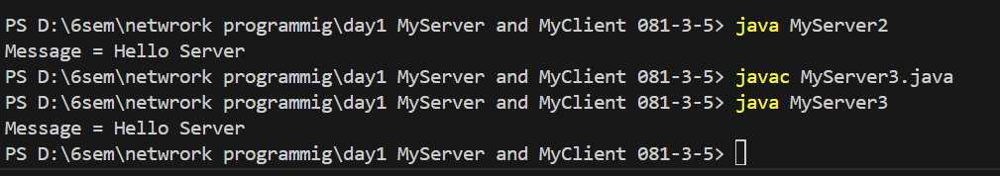 PS D:\6sem\netwrork programmig\day1 MyServer and MyClient 081-3-5> java MyServer2
Message = Hello Server
PS D:\6sem\netwrork programmig\day1 MyServer and MyClient 081-3-5> javac MyServer3.java
PS D:\6sem\netwrork programmig\day1 MyServer and MyClient 081-3-5> java MyServer3
Message = Hello Server
PS D:\6sem\netwrork programmig\day1 MyServer and MyClient 081-3-5>